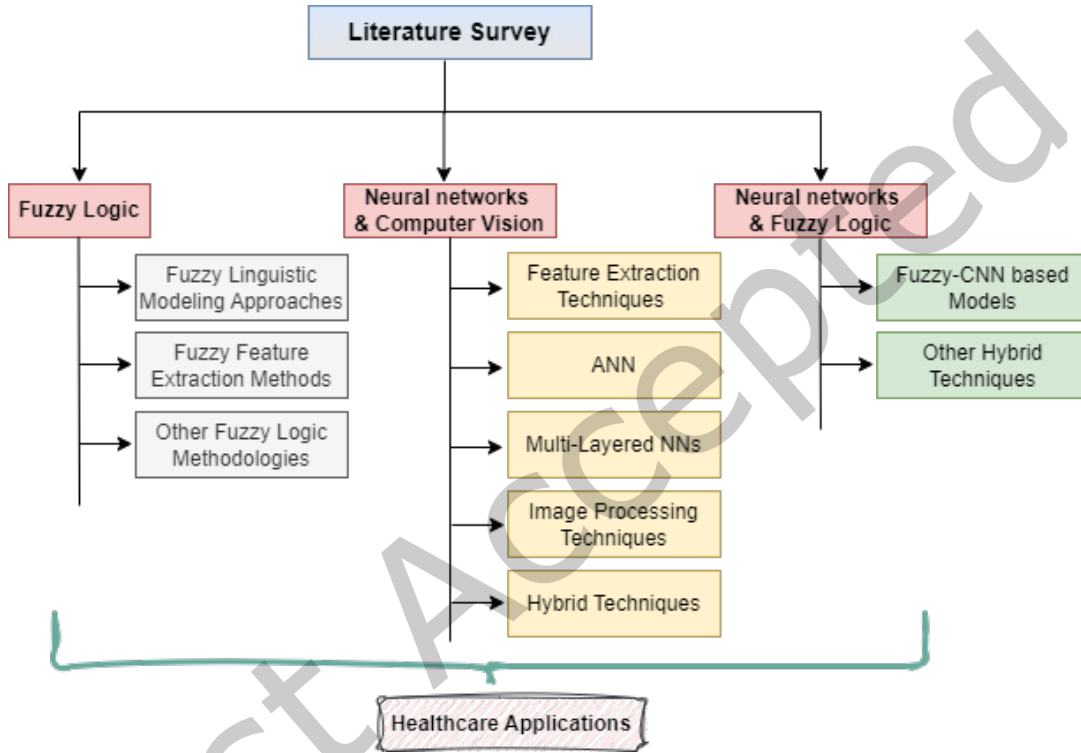 Literature Survey
Fuzzy Logic
Fuzzy Linguistic
Modeling Approaches
Fuzzy Feature
Extraction Methods
Other Fuzzy Logic
Methodologies
Neural networks
& Computer Vision
Feature Extraction
Techniques
ANN
Multi-Layered NNs
Image Processing
Techniques
Hybrid Techniques
Neural networks
& Fuzzy Logic
Fuzzy-CNN based
Models
Other Hybrid
Techniques
Healthcare Applications
st Accepted